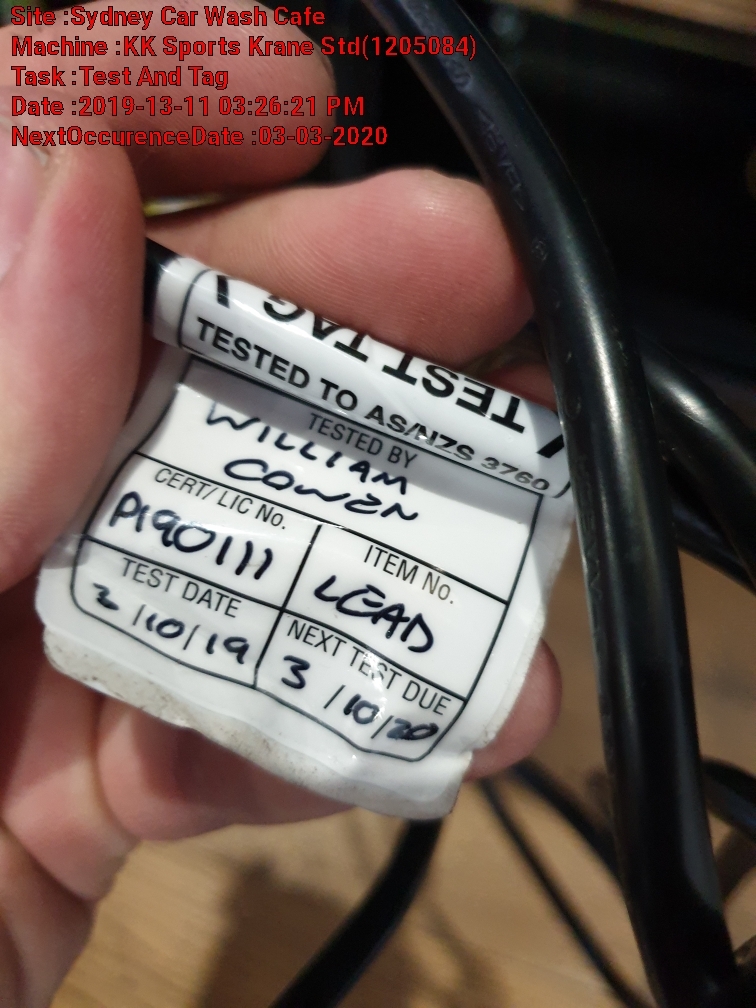 Site :Sydney Car Wash Cafe
Machine :KK Sports Krane Std(1205084)
Task :Test And Tag
Date :2019-13-11 03:26:21 PM
NextOccurenceDate :03-03-2020
TEST TAG
TESTED TO AS/NZS 3760
TESTED BY
WILLIAM
COWEN
CERT/ LIC No.
P190111
ITEM No.
LEAD
TEST DATE
2/10/19
NEXT TEST DUE
3/10/20